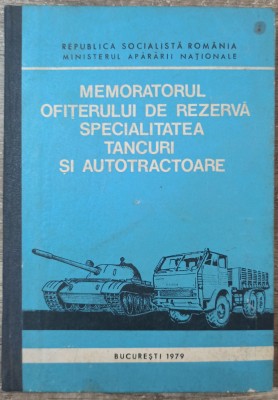 REPUBLICA SOCIALISTĂ ROMÂNIA
MINISTERUL APĂRĂRII NAȚIONALE
MEMORATORUL
OFIȚERULUI DE REZERVĂ
SPECIALITATEA
TANCURI
ȘI AUTOTRACTOARE
BUCUREȘTI 1979